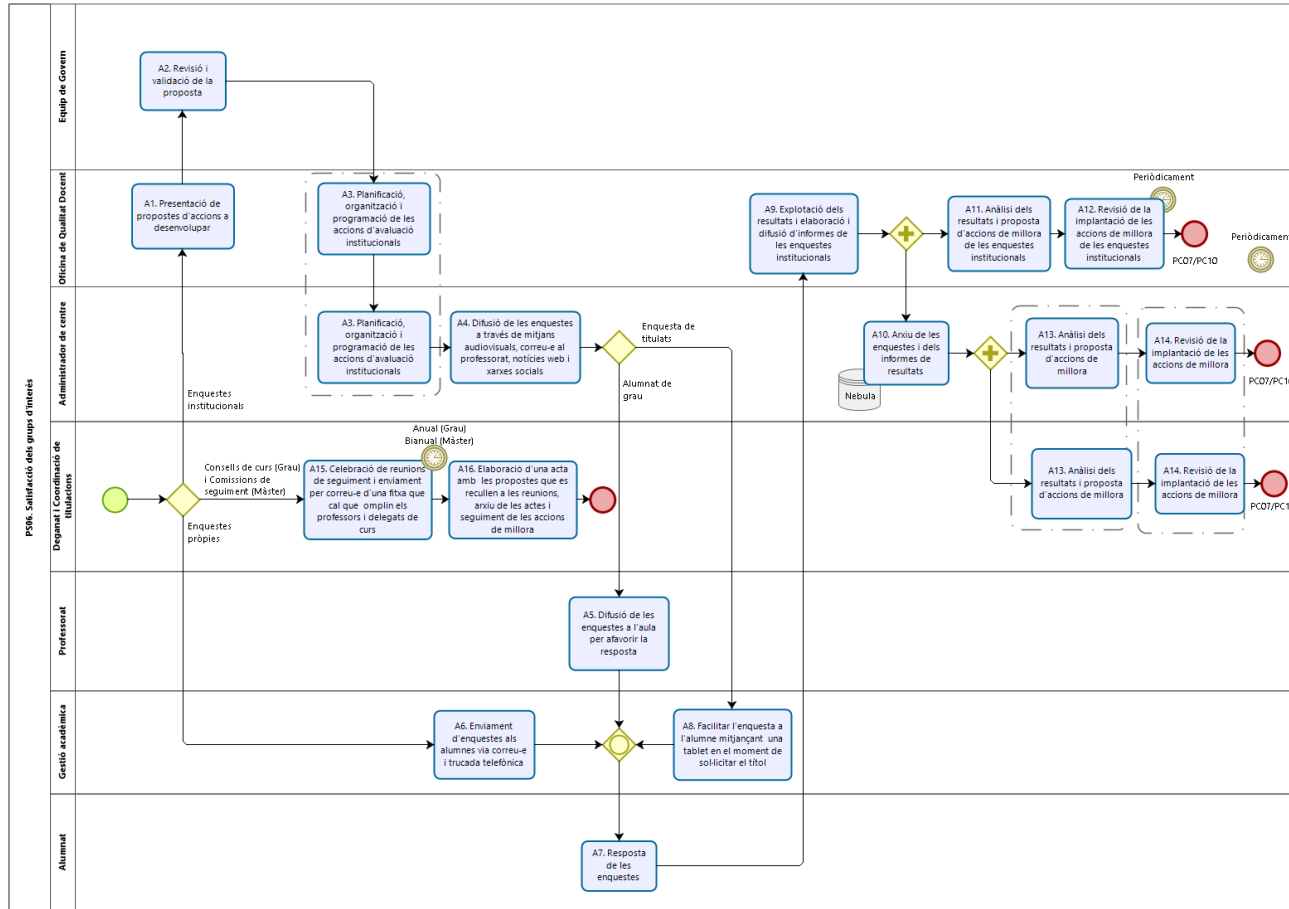 PS06. Satisfacció dels grups d'interès
Equip de Govern
A2. Revisió i
validació de la
proposta
Oficina de Qualitat Docent
A1. Presentació de
propostes d'accions a
desenvolupar
A3. Planificació,
organització i
programació de les
accions d'avaluació
institucionals
A9. Explotació dels
resultats i elaboració i
difusió d'informes de
les enquestes
institucionals
A11. Anàlisi dels
resultats i proposta
d'accions de millora
de les enquestes
institucionals
Periòdicament
A12. Revisió de la
implantació de les
accions de millora
de les enquestes
institucionals
PC07/PC10
Periòdicament
Administrador de centre
Enquestes
institucionals
A3. Planificació,
organització i
programació de les
accions d'avaluació
institucionals
A4. Difusió de les enquestes
a través de mitjans
audiovisuals, correu-e al
professorat, notícies web i
xarxes socials
Enquesta de
titulats
Alumnat de
grau
A10. Arxiu de les
enquestes i dels
informes de
resultats
Nebula
A13. Anàlisi dels
resultats i proposta
d'accions de
millora
A14. Revisió de la
implantació de les
accions de millora
PC07/PC10
Deganat i Coordinació de
titulacions
Consells de curs (Grau)
i Comissions de
seguiment (Màster)
Enquestes
pròpies
Anual (Grau)
Bianual (Màster)
A15. Celebració de reunions
de seguiment i enviament
per correu-e d'una fitxa que
cal que omplin els
professors i delegats de
curs
A16. Elaboració d'una acta
amb les propostes que es
recullen a les reunions,
arxiu de les actes i
seguiment de les accions
de millora
A13. Anàlisi dels
resultats i proposta
d'accions de millora
A14. Revisió de la
implantació de les
accions de millora
PC07/PC1
Professorat
A5. Difusió de les
enquestes a l'aula
per afavorir la
resposta
Gestió acadèmica
A6. Enviament
d'enquestes als
alumnes via correu-e
i trucada telefònica
A8. Facilitar l'enquesta a
l'alumne mitjançant una
tablet en el moment de
sol·licitar el títol
Alumnat
A7. Resposta
de les
enquestes